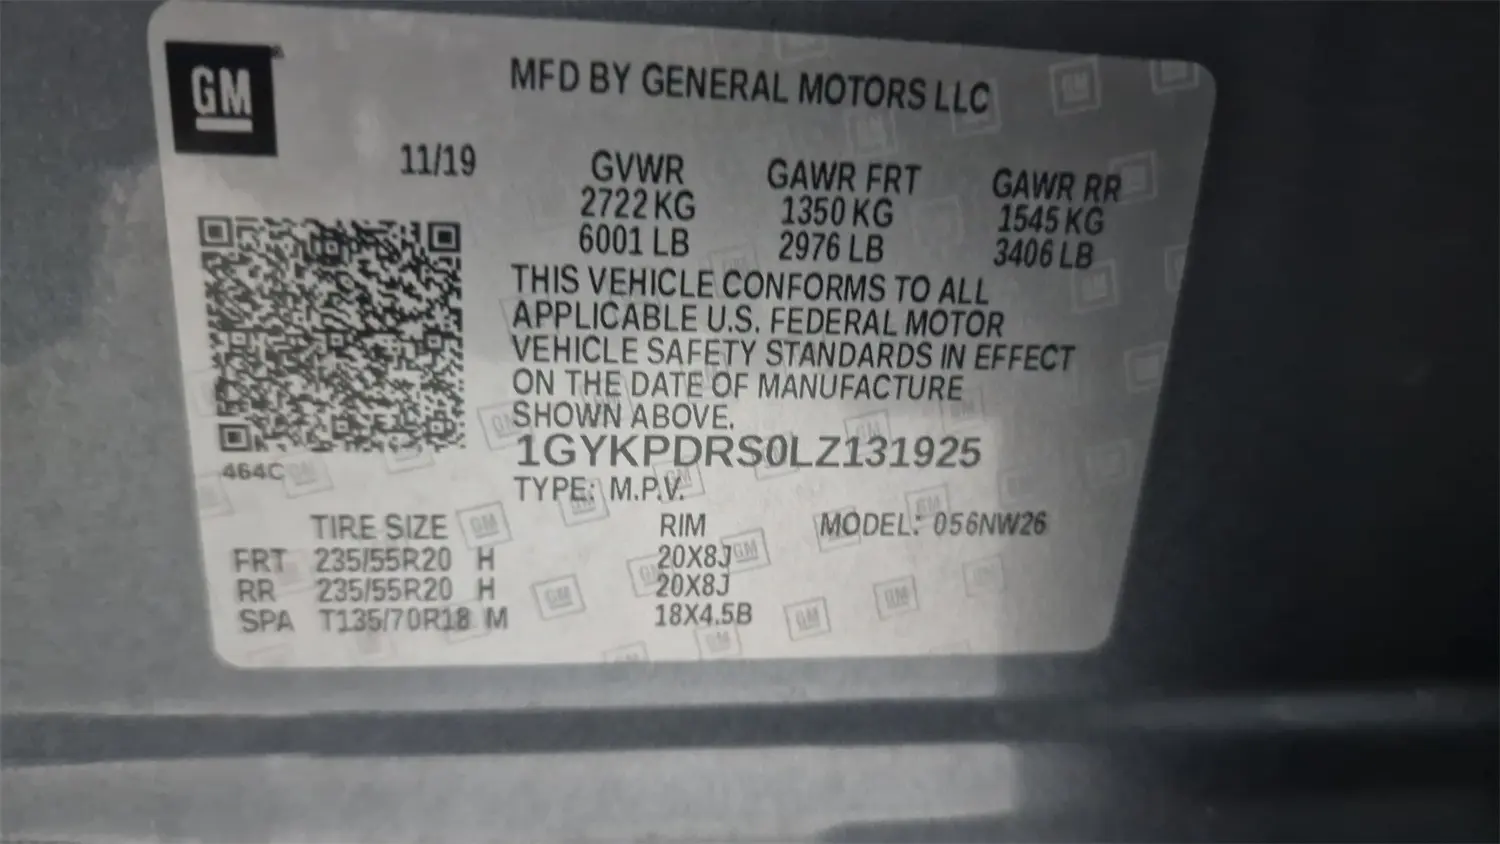 GM
MFD BY GENERAL MOTORS LLC
11/19
GVWR GAWR FRT GAWR RR
2722 KG 1350 KG 1545 KG
6001 LB 2976 LB 3406 LB
THIS VEHICLE CONFORMS TO ALL
APPLICABLE U.S. FEDERAL MOTOR
VEHICLE SAFETY STANDARDS IN EFFECT
ON THE DATE OF MANUFACTURE
SHOWN ABOVE.
1GYKPDRS0LZ131925
464C
TYPE: M.P.V.
TIRE SIZE RIM MODEL: 056NW26
FRT 235/55R20 H 20X8J
RR 235/55R20 H 20X8J
SPA T135/70R18 M 18X4.5B